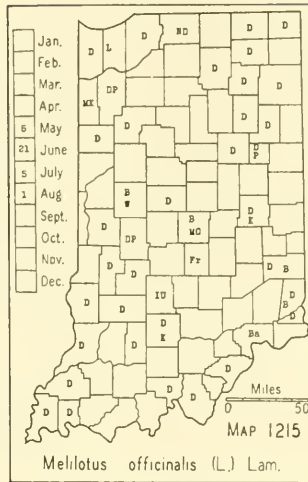 Jan.
Feb.
Mar.
Apr.
5 May
21 June
5 July
1 Aug
Sept.
Oct.
Nov.
Dec.
D L D ND D D
D D D
MK DP D
D D D
D D P
B W D D K
B MC
D DP Fr
D D D B
D IU B D
D D D D
K Ba
D D D
D D D D
D D
Miles
0 50
MAP 1215
Melilotus officinalis (L.) Lam.